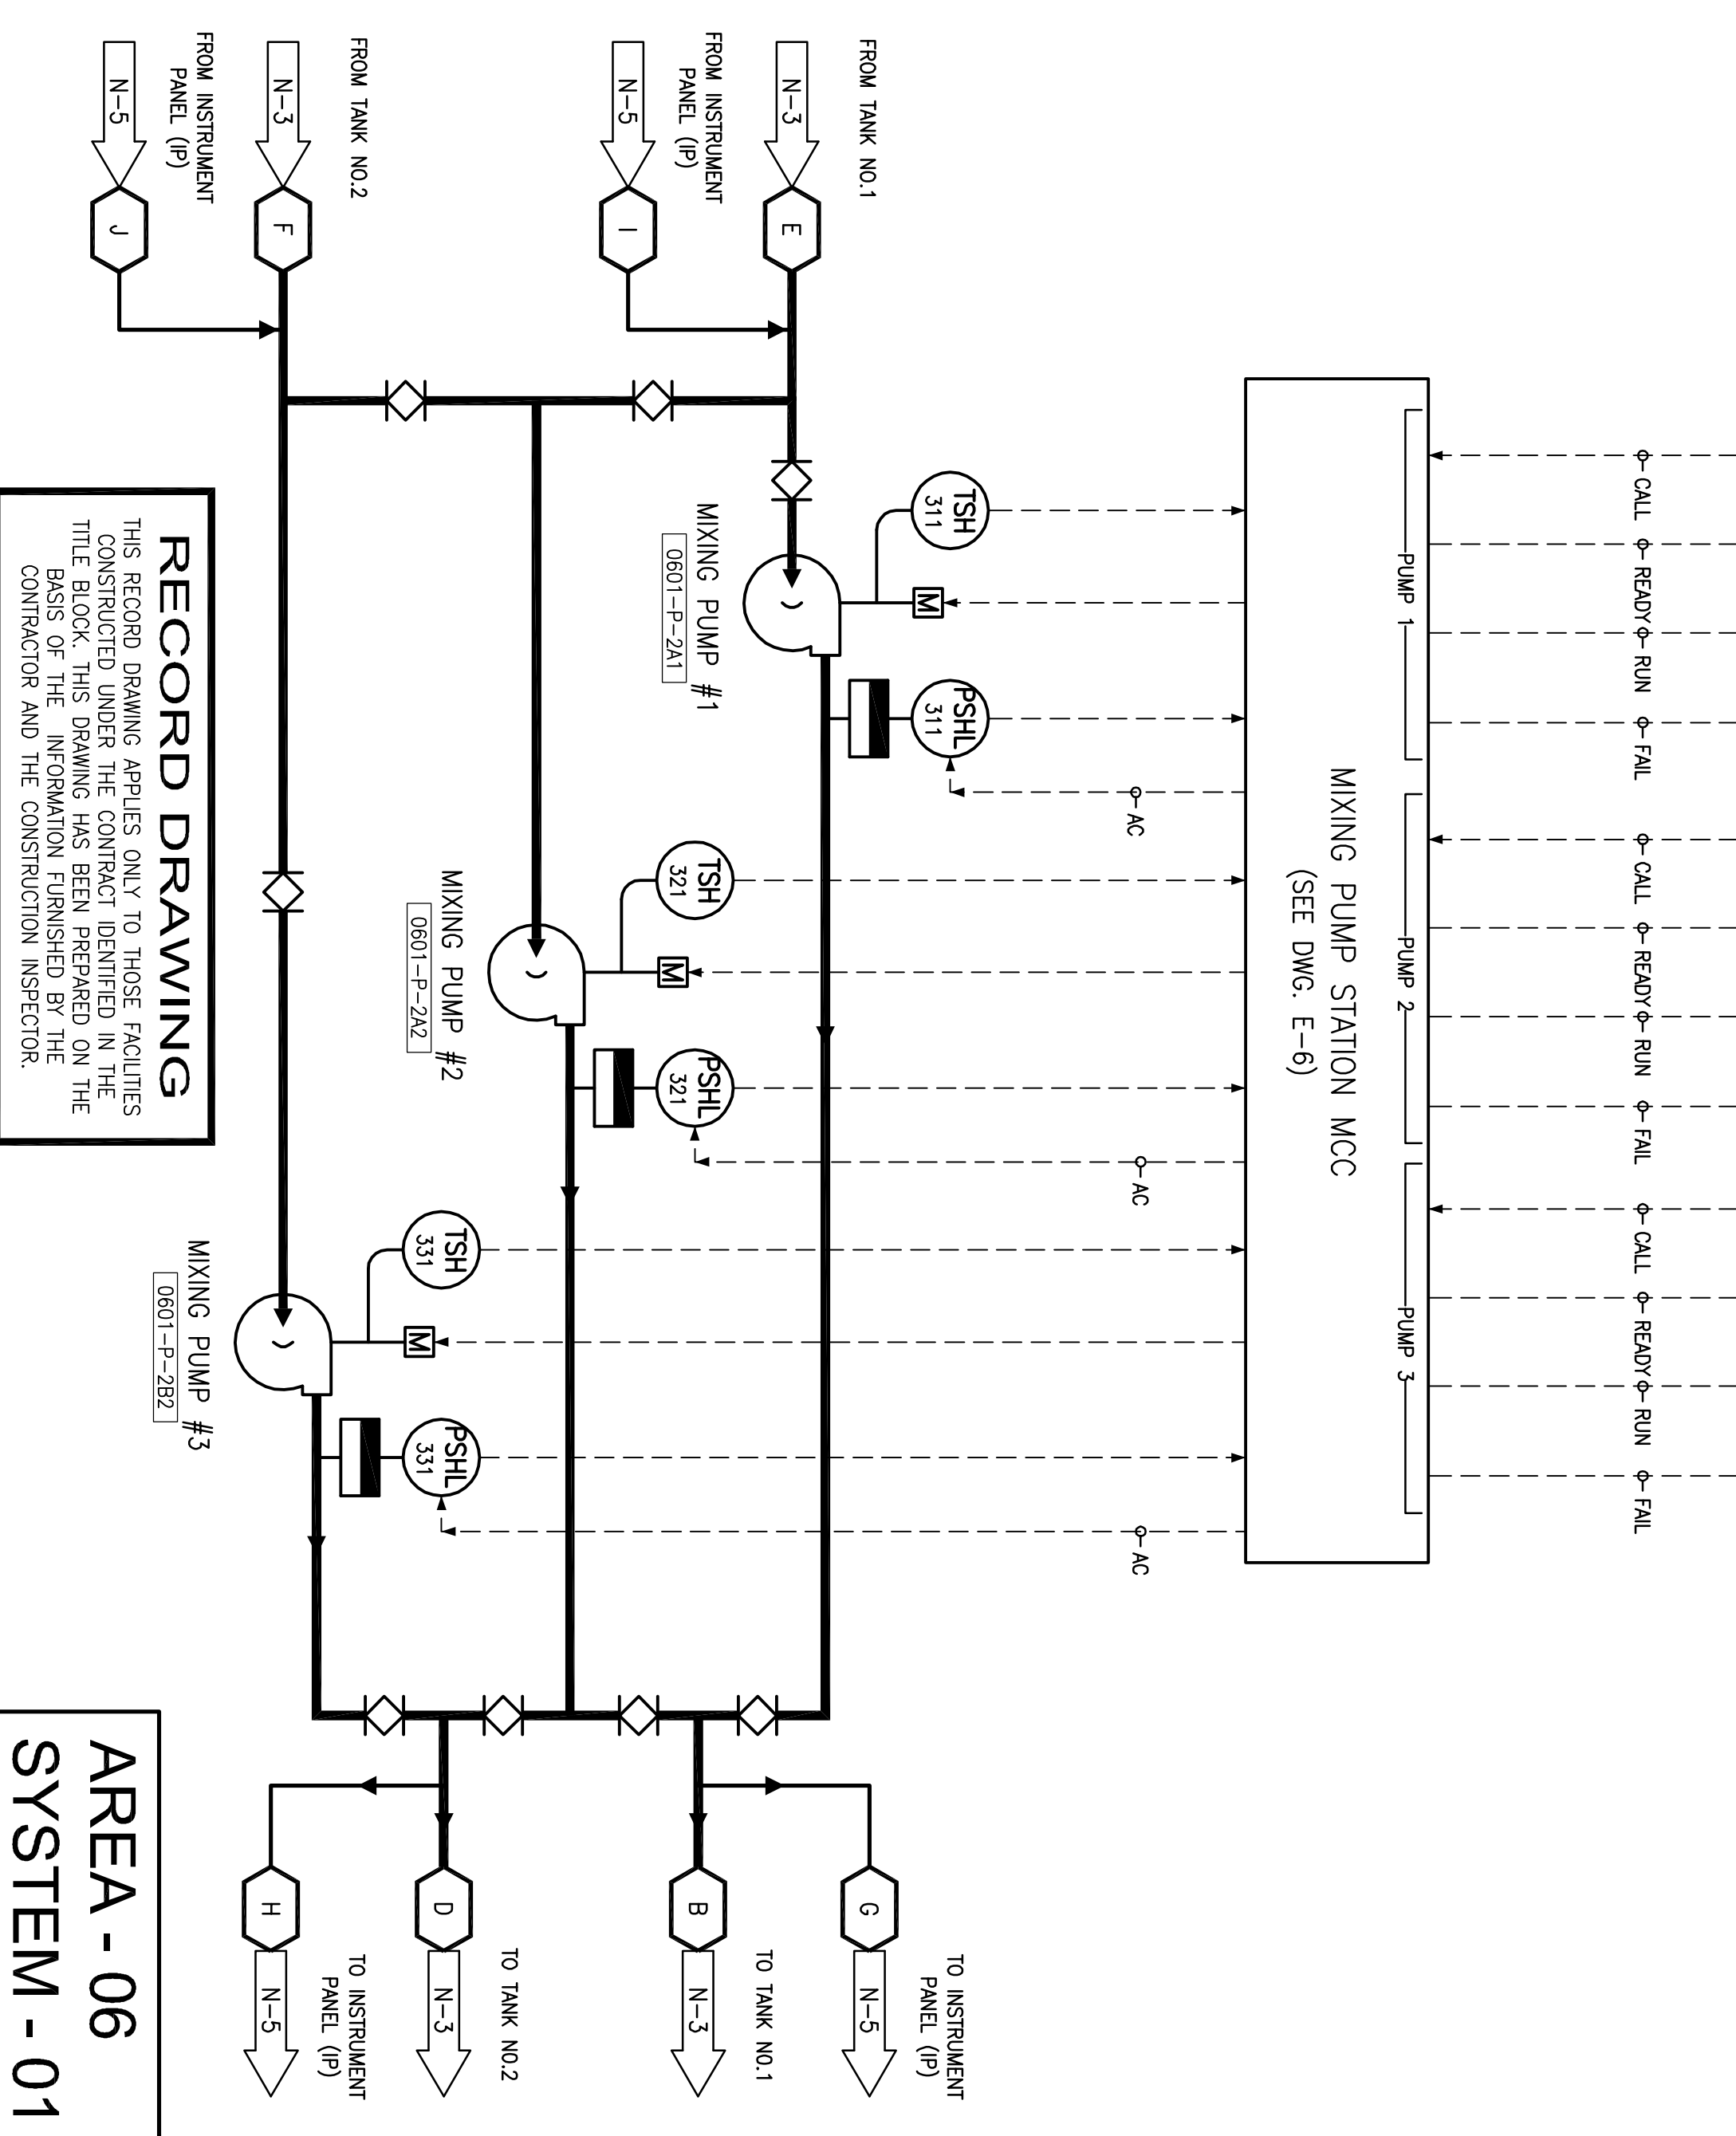 CALL
READY
RUN
FAIL
CALL
READY
RUN
FAIL
CALL
READY
RUN
FAIL
PUMP 1
PUMP 2
PUMP 3
MIXING PUMP STATION MCC
(SEE DWG. E-6)
AC
AC
AC
FROM TANK NO.1
N-3
E
FROM INSTRUMENT
PANEL (IP)
N-5
I
FROM TANK NO.2
N-3
F
FROM INSTRUMENT
PANEL (IP)
N-5
J
TSH
311
M
PSHL
311
MIXING PUMP #1
0601-P-2A1
TSH
321
M
PSHL
321
MIXING PUMP #2
0601-P-2A2
TSH
331
M
PSHL
331
MIXING PUMP #3
0601-P-2B2
TO INSTRUMENT
PANEL (IP)
G
N-5
TO TANK NO.1
B
N-3
TO TANK NO.2
D
N-3
TO INSTRUMENT
PANEL (IP)
H
N-5
RECORD DRAWING
THIS RECORD DRAWING APPLIES ONLY TO THOSE FACILITIES
CONSTRUCTED UNDER THE CONTRACT IDENTIFIED IN THE
TITLE BLOCK. THIS DRAWING HAS BEEN PREPARED ON THE
BASIS OF THE INFORMATION FURNISHED BY THE
CONTRACTOR AND THE CONSTRUCTION INSPECTOR.
AREA - 06
SYSTEM - 01